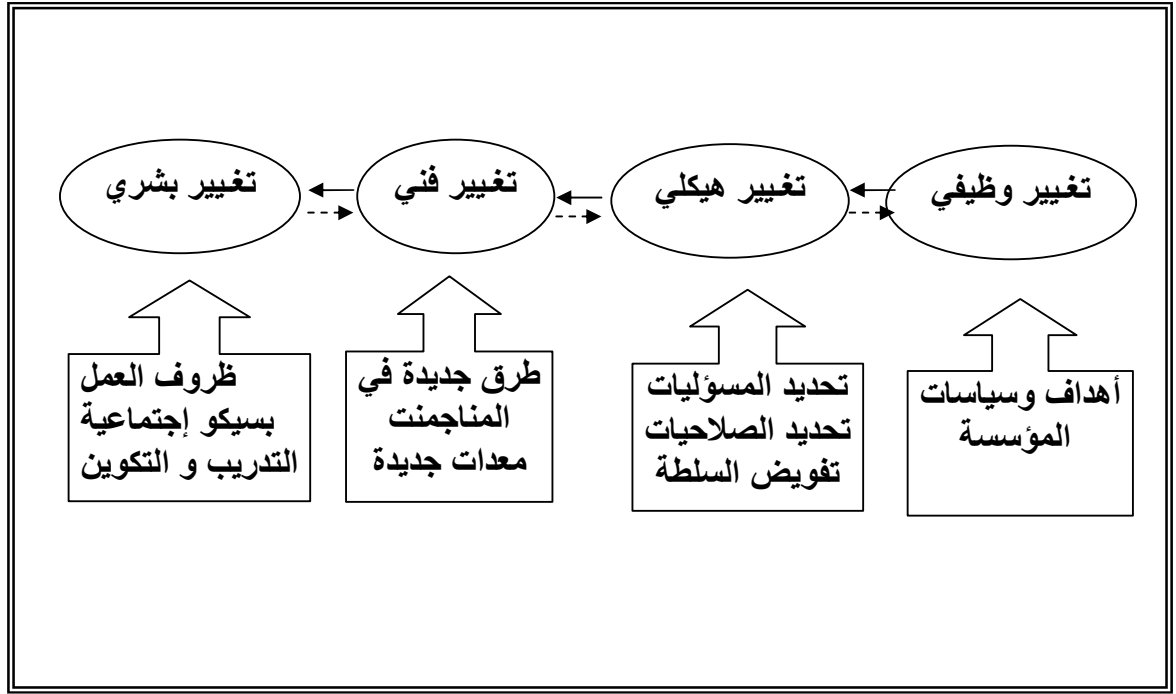 تغيير وظيفي
تغيير هيكلي
تغيير فني
تغيير بشري
أهداف وسياسات
المؤسسة
تحديد المسؤليات
تحديد الصلاحيات
تفويض السلطة
طرق جديدة في
المناجمنت
معدات جديدة
ظروف العمل
بسيكو إجتماعية
التدريب و التكوين